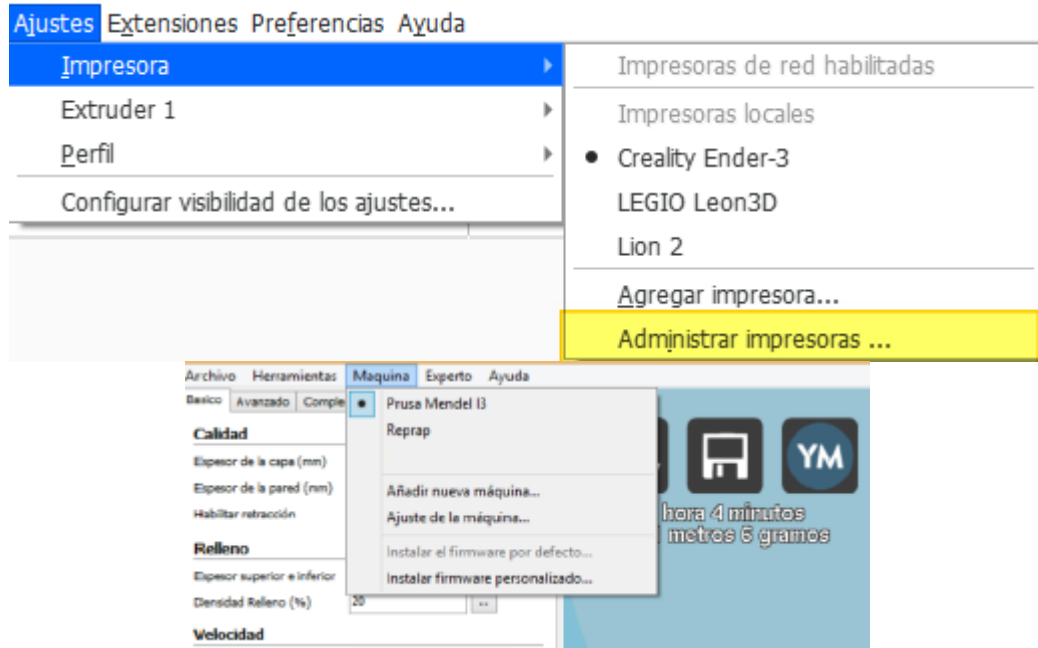 Ajustes Extensiones Preferencias Ayuda
Impresora
Extruder 1
Perfil
Configurar visibilidad de los ajustes...
Impresoras de red habilitadas
Impresoras locales
Creality Ender-3
LEGIO Leon3D
Lion 2
Agregar impresora...
Administrar impresoras ...
Archivo Herramientas Maquina Experto Ayuda
Basico Avanzado Comple
Calidad
Espesor de la capa (mm)
Espesor de la pared (mm)
Habilitar retracción
Relleno
Espesor superior e inferior
Densidad Relleno (%) 20 ..
Velocidad
Prusa Mendel I3
Reprap
Añadir nueva máquina...
Ajuste de la máquina...
Instalar el firmware por defecto...
Instalar firmware personalizado...
YM
hora 4 minutos
metros 6 gramos